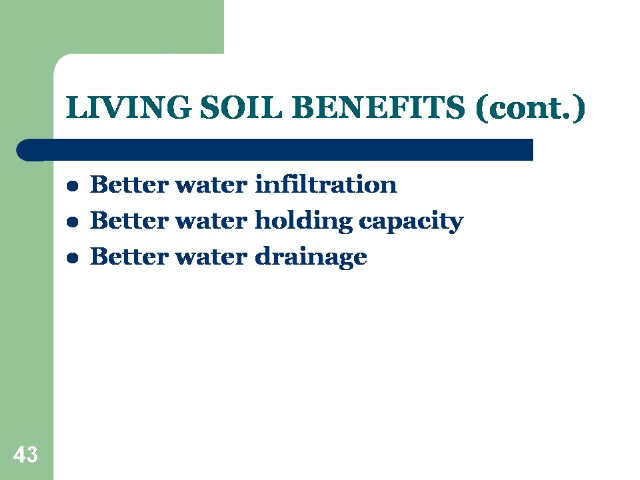 LIVING SOIL BENEFITS (cont.)
● Better water infiltration
● Better water holding capacity
● Better water drainage
43